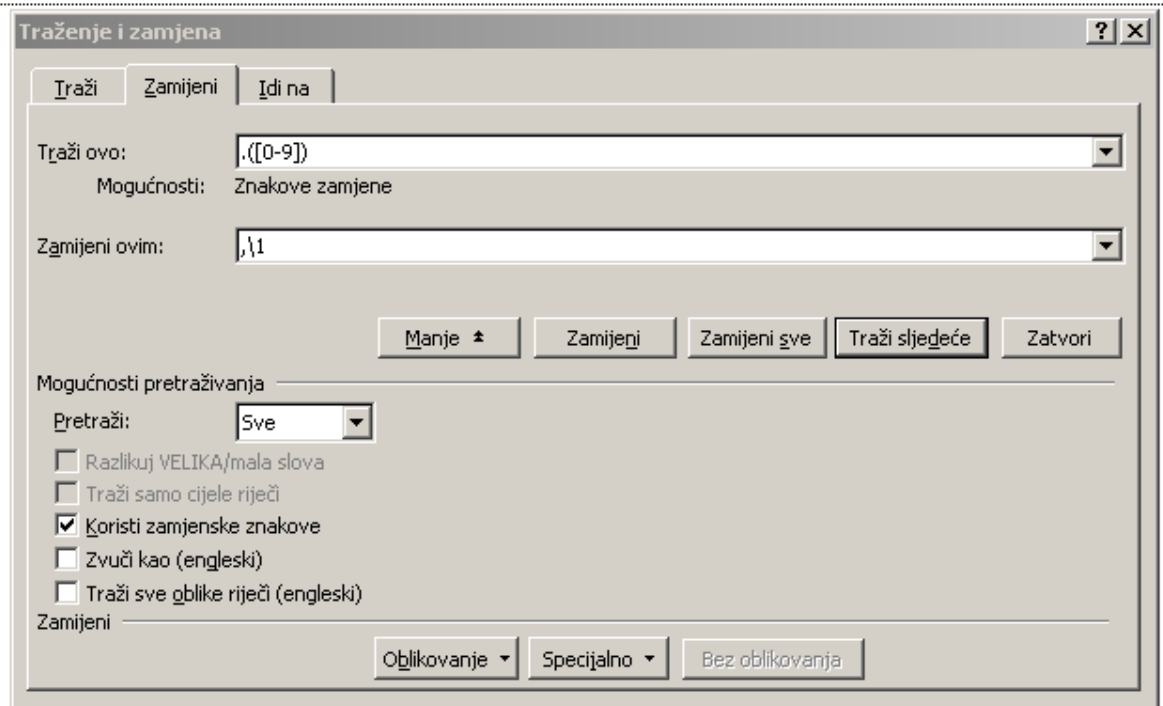 Traženje i zamjena
Traži Zamijeni Idi na
Traži ovo: .([0-9])
Mogućnosti: Znakove zamjene
Zamijeni ovim: ,\1
Manje Zamijeni Zamijeni sve Traži sljedeće Zatvori
Mogućnosti pretraživanja
Pretraži: Sve
Razlikuj VELIKA/mala slova
Traži samo cijele riječi
Koristi zamjenske znakove
Zvuči kao (engleski)
Traži sve oblike riječi (engleski)
Zamijeni
Oblikovanje Specijalno Bez oblikovanja